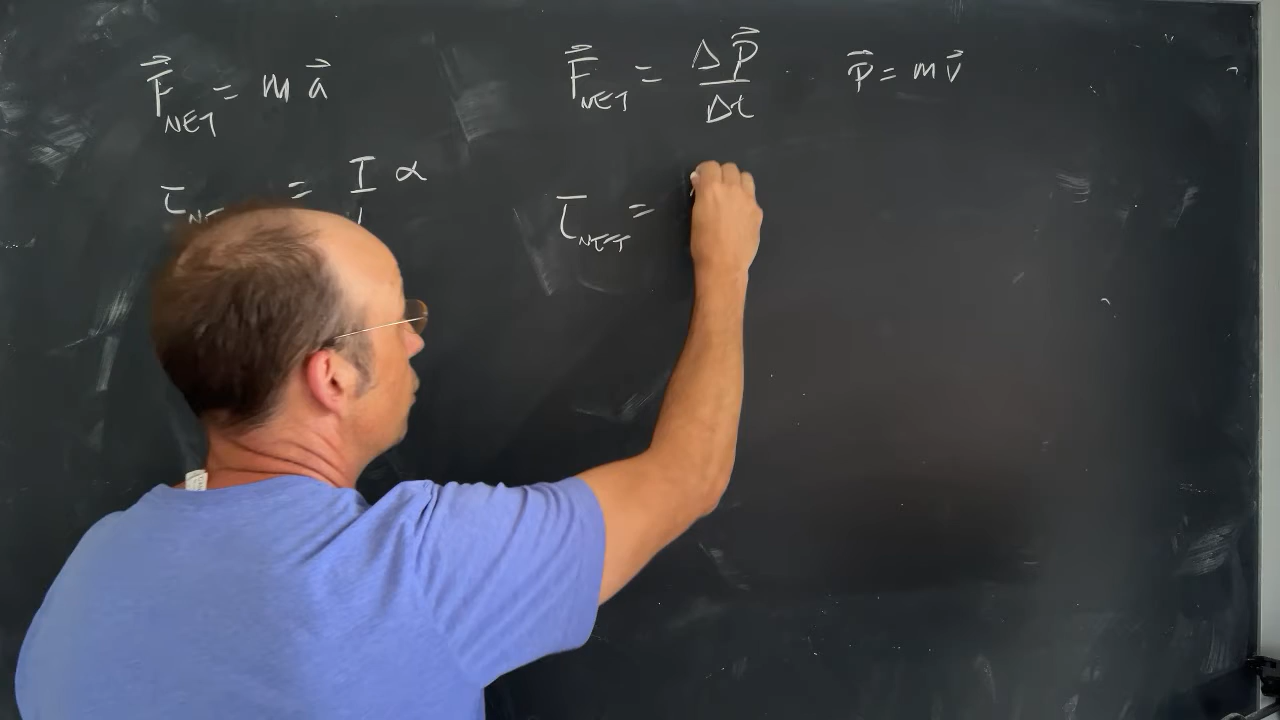 F⃗NET = m a⃗
F⃗NET = Δp⃗/Δt p⃗ = m v⃗
τNET = I α
τNET =